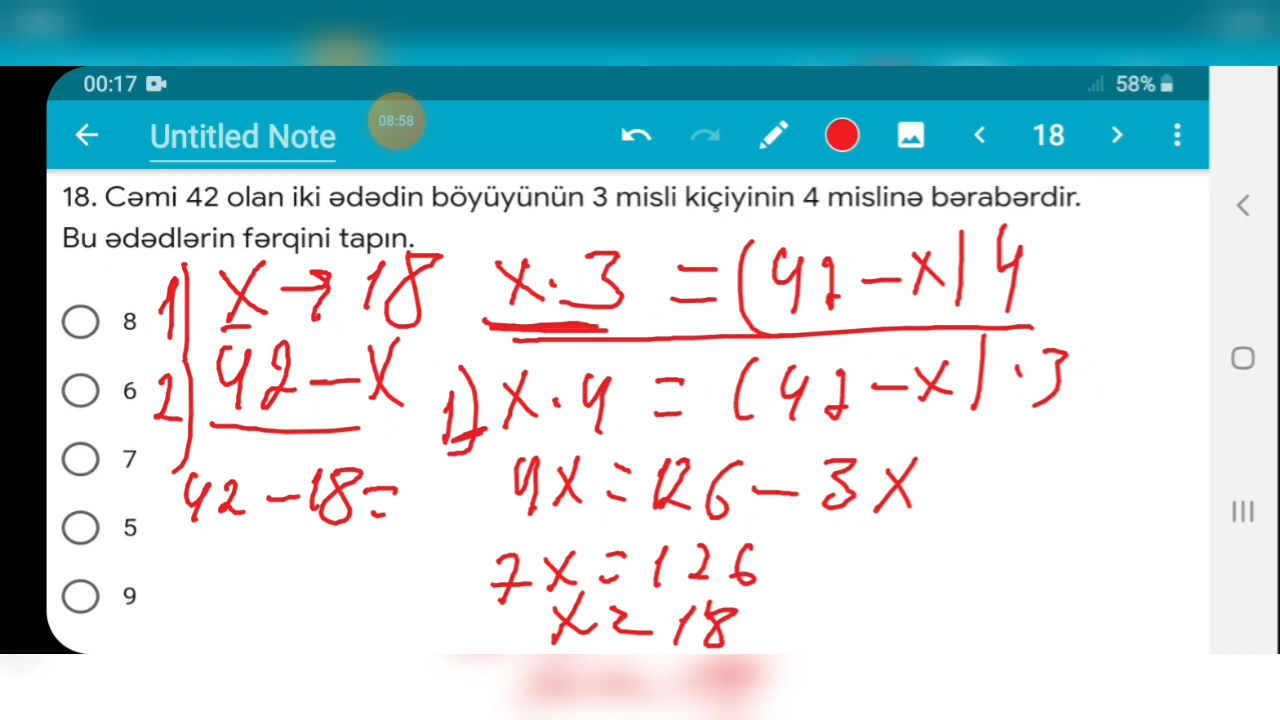 00:17 58%
08:58
Untitled Note 18
18. Cəmi 42 olan iki ədədin böyüyünün 3 misli kiçiyinin 4 mislinə bərabərdir.
Bu ədədlərin fərqini tapın.
8
6
7
5
9
1) x → 18
2) 42 - x
42 - 18 =
x · 3 = (42 - x) 4
1) x · 4 = (42 - x) · 3
4x = 126 - 3x
7x = 126
x = 18